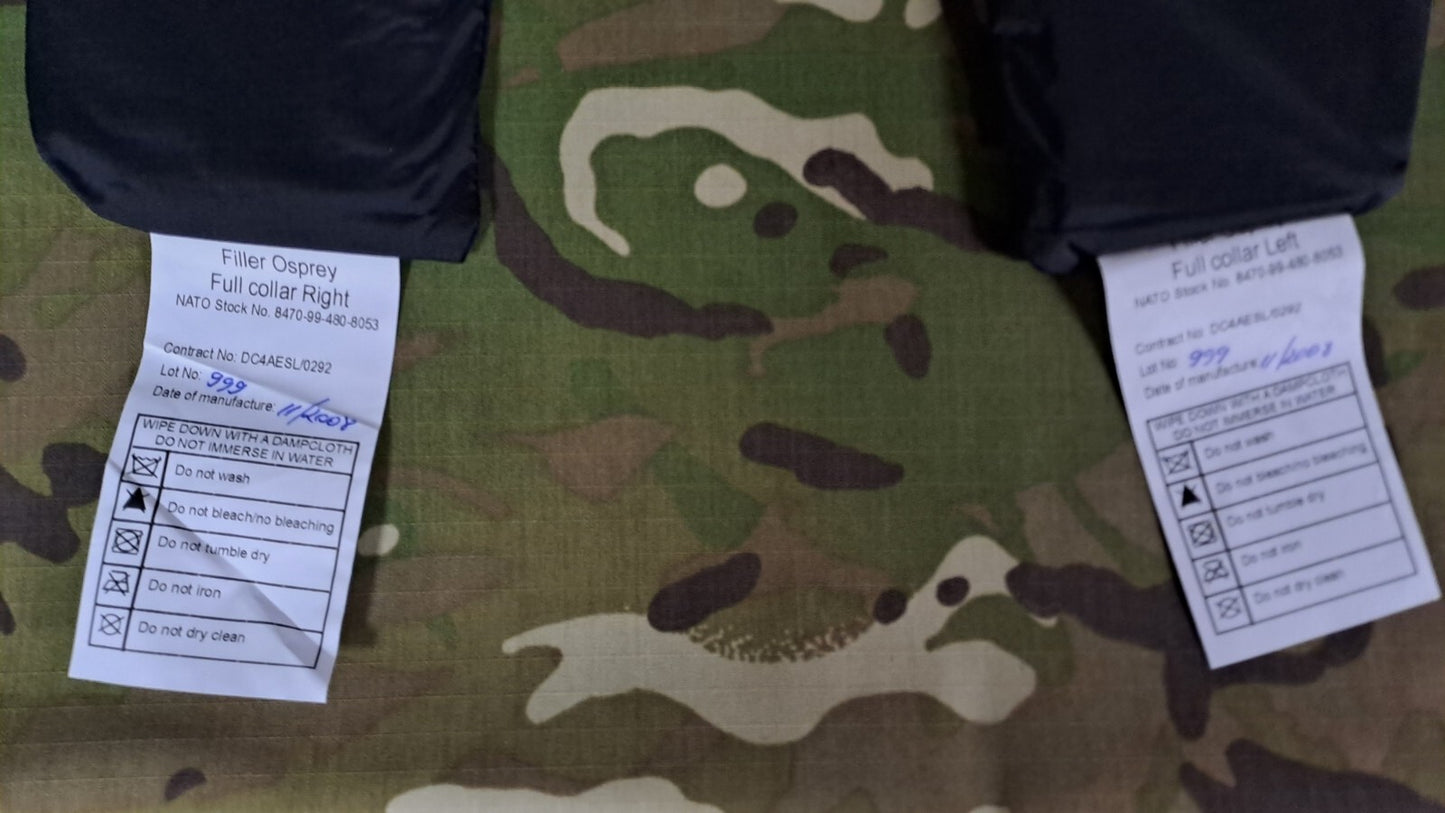 Filler Osprey
Full collar Right
NATO Stock No. 8470-99-480-8053
Contract No: DC4AESL/0292
Lot No: 999
Date of manufacture: 11/2008
WIPE DOWN WITH A DAMPCLOTH
DO NOT IMMERSE IN WATER
Do not wash
Do not bleach/no bleaching
Do not tumble dry
Do not iron
Do not dry clean
Full collar Left
NATO Stock No. 8470-99-480-8053
Contract No: DC4AESL/0292
Lot No: 999
Date of manufacture: 11/2008
WIPE DOWN WITH A DAMPCLOTH
DO NOT IMMERSE IN WATER
Do not wash
Do not bleach/no bleaching
Do not tumble dry
Do not iron
Do not dry clean